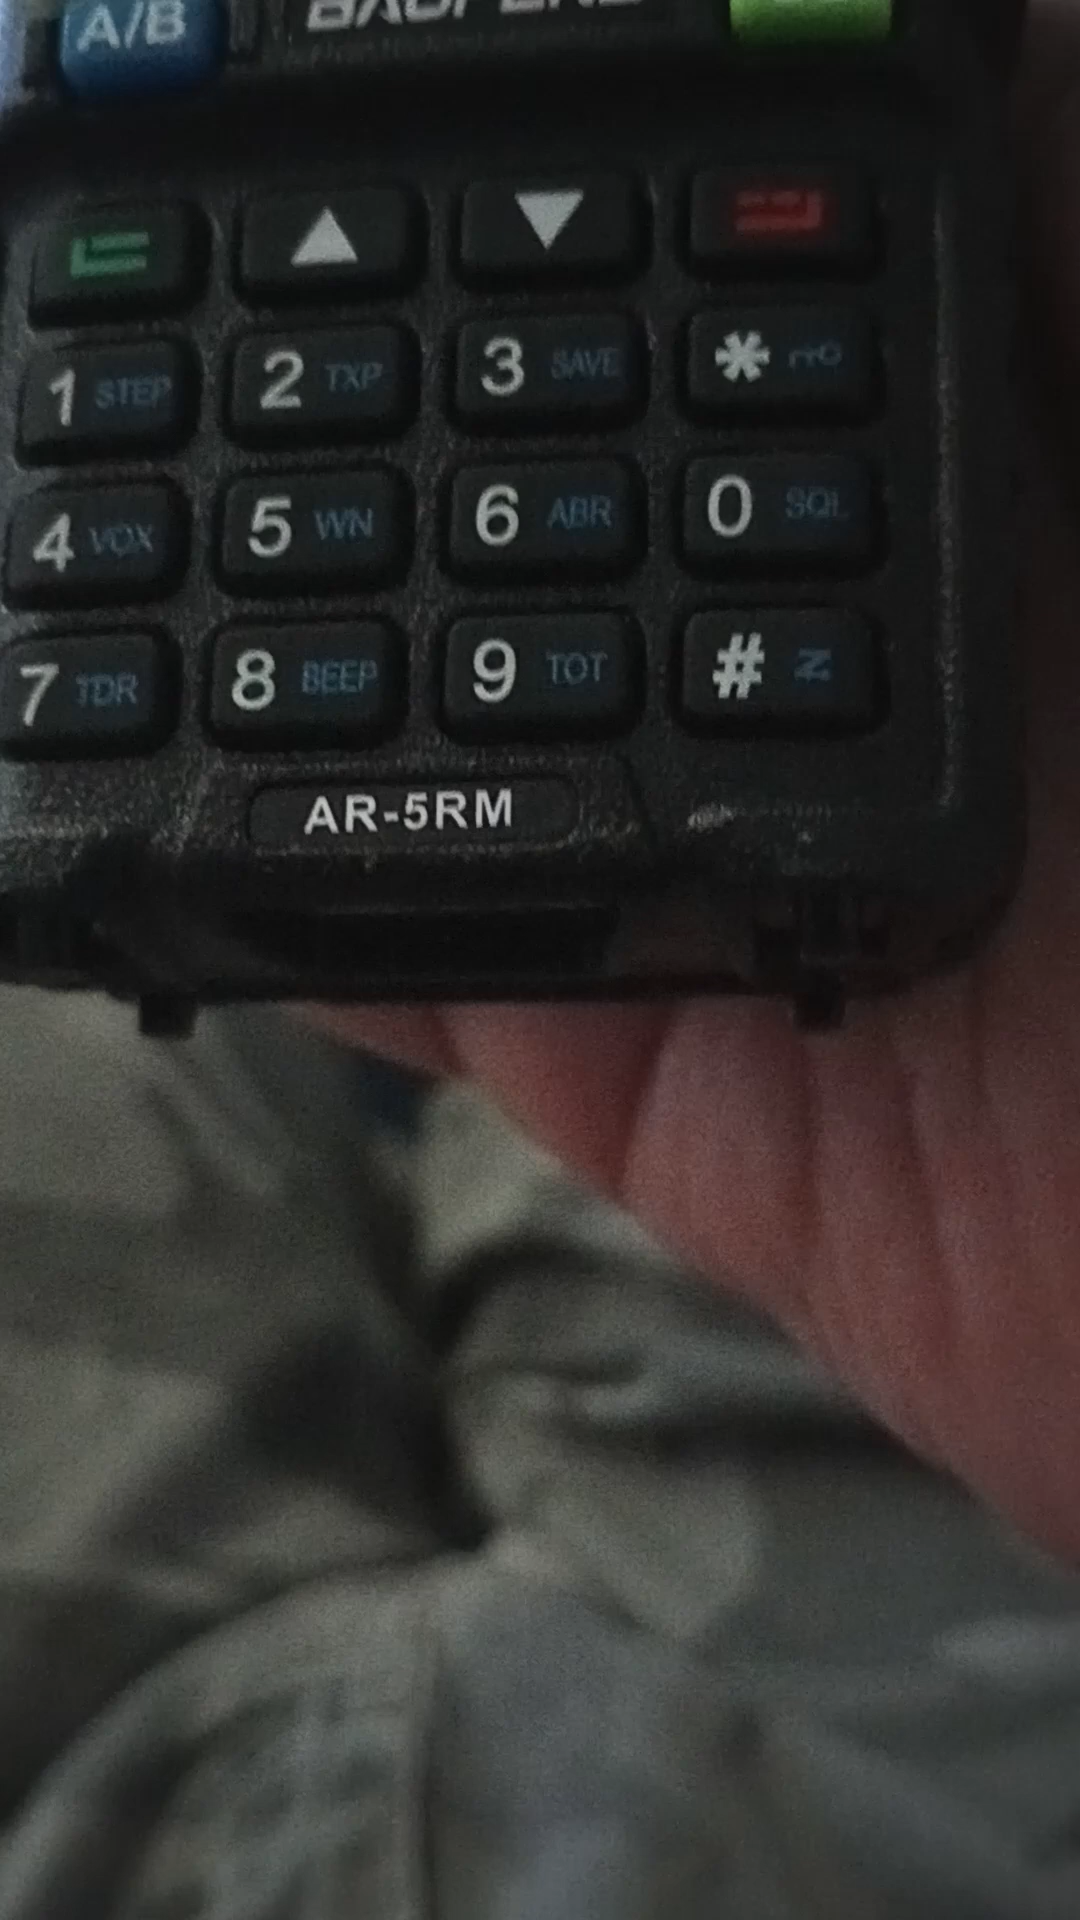 A/B BAOFENG
1 STEP 2 TXP 3 SAVE *
4 VOX 5 WN 6 ABR 0 SQL
7 TDR 8 BEEP 9 TOT #
AR-5RM